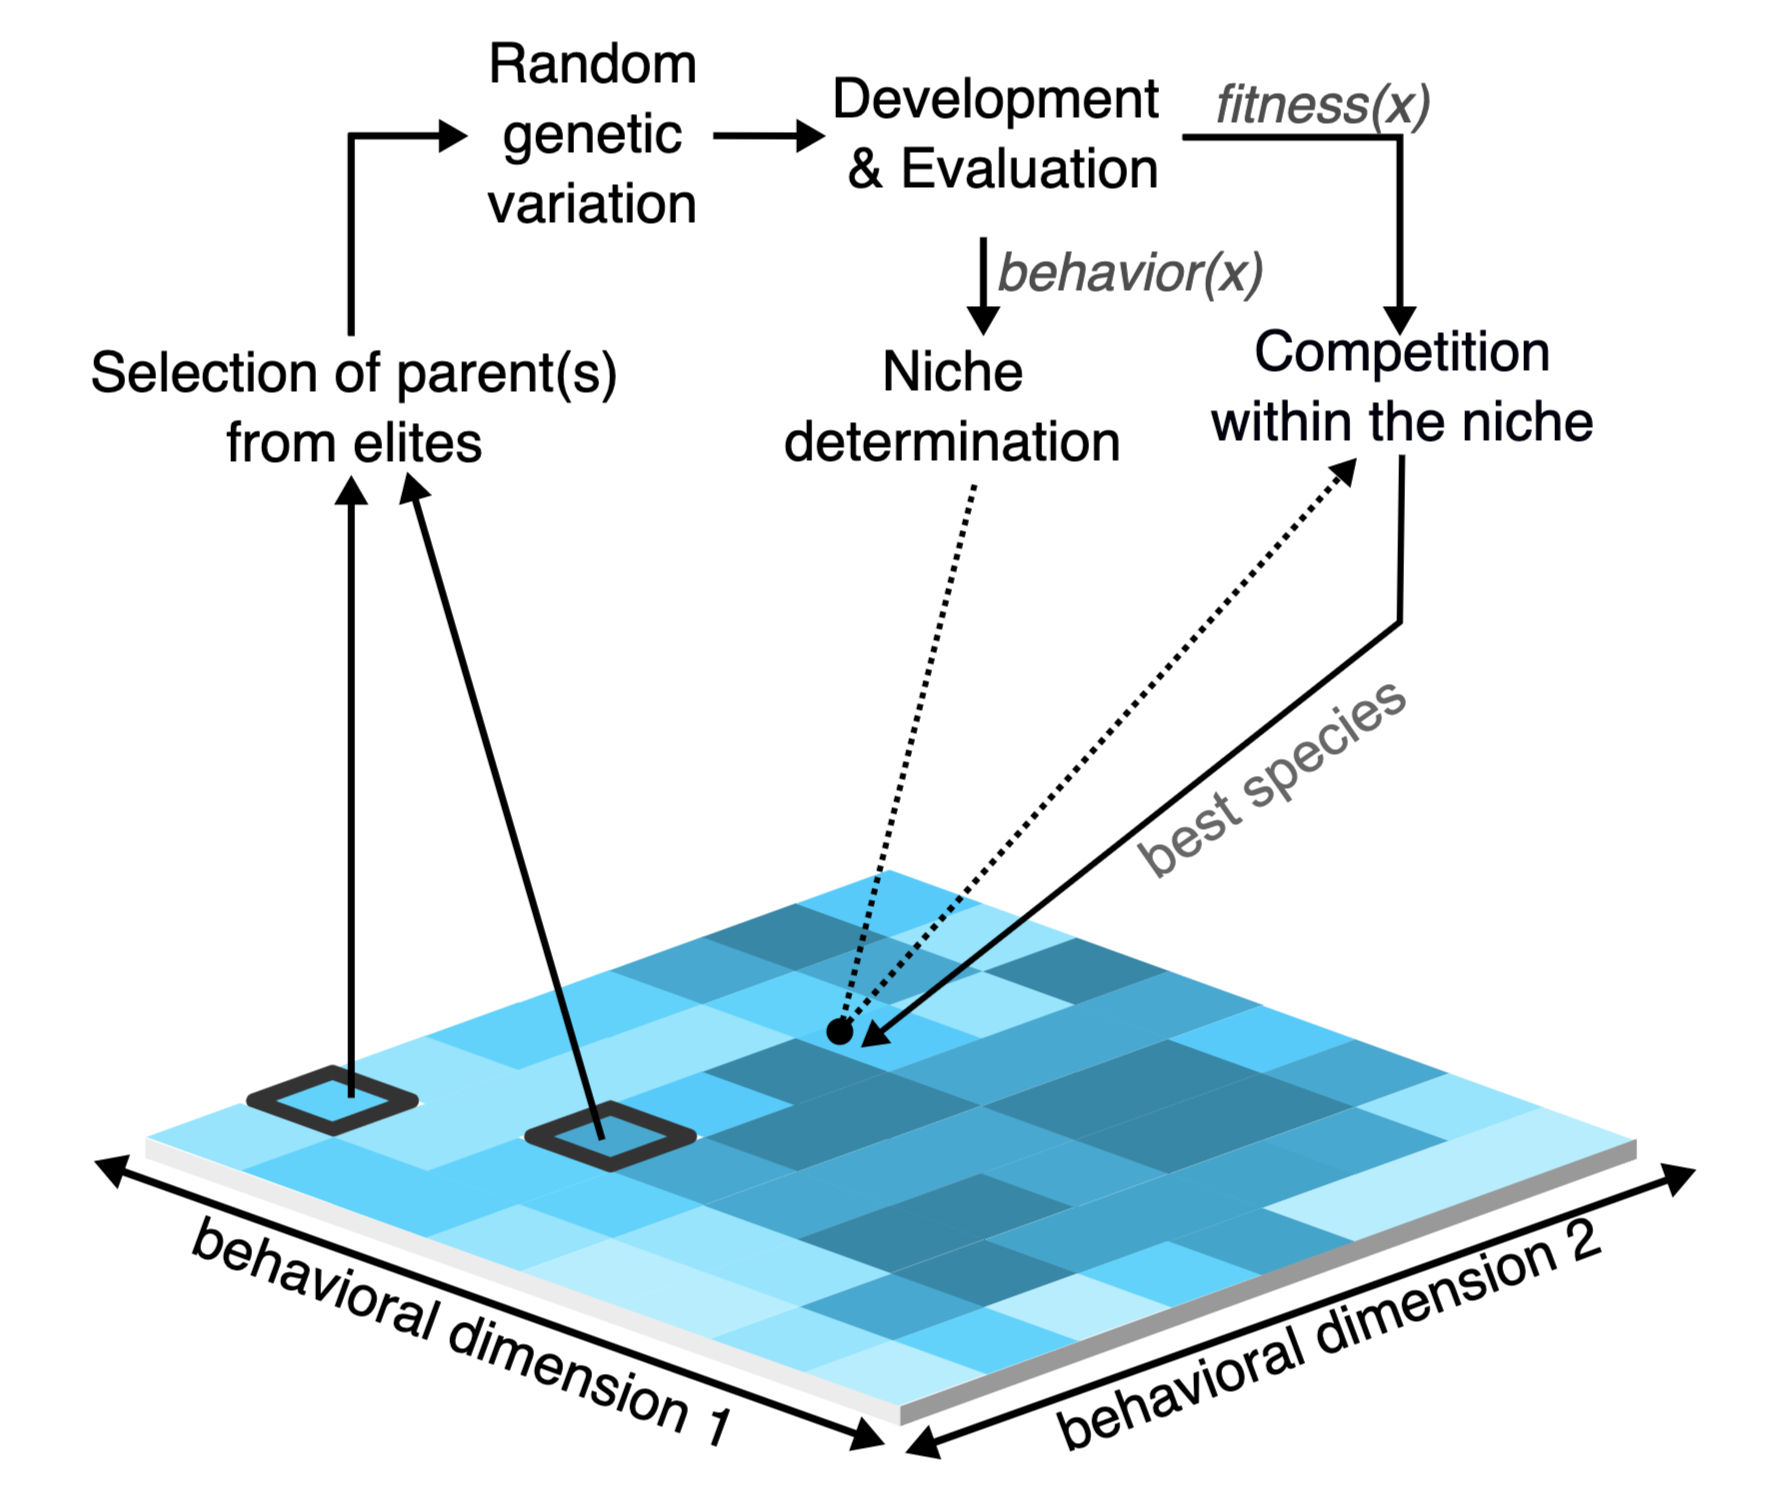 Random
genetic
variation
Development
& Evaluation
fitness(x)
behavior(x)
Selection of parent(s)
from elites
Niche
determination
Competition
within the niche
best species
behavioral dimension 1
behavioral dimension 2